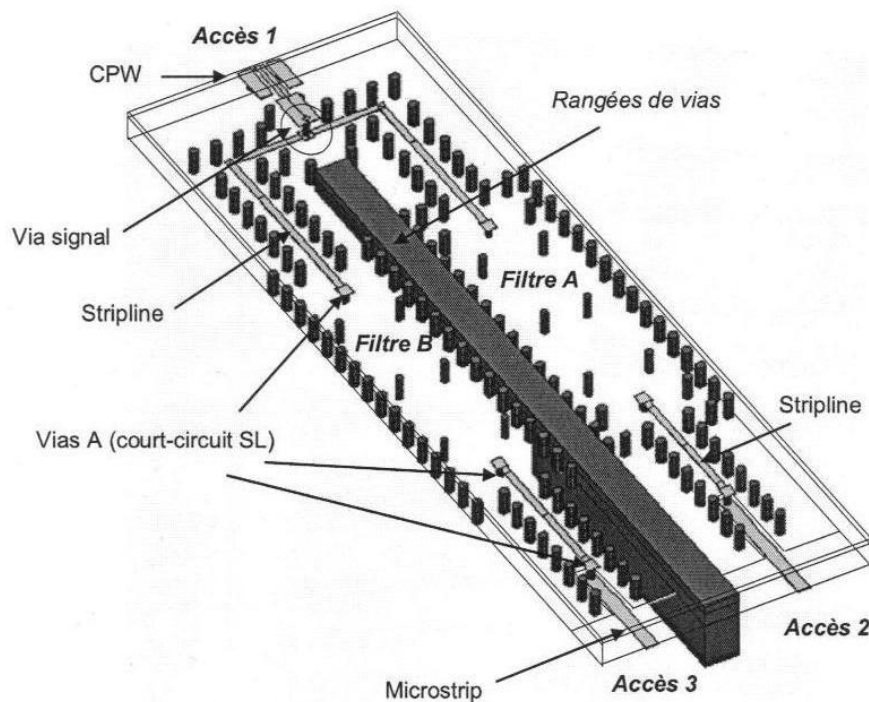 Accès 1
CPW
Rangées de vias
Via signal
Filtre A
Stripline
Filtre B
Stripline
Vias A (court-circuit SL)
Accès 2
Microstrip
Accès 3